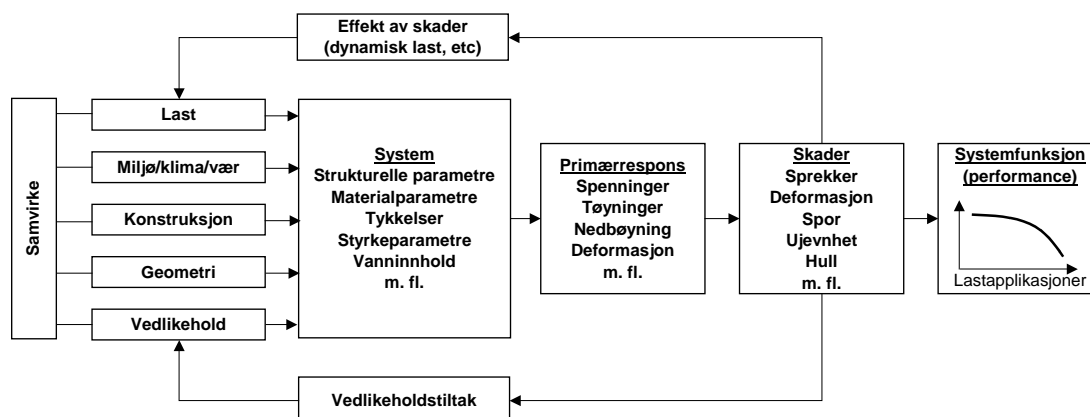 Effekt av skader
(dynamisk last, etc)
Samvirke
Last
Miljø/klima/vær
Konstruksjon
Geometri
Vedlikehold
System
Strukturelle parametre
Materialparametre
Tykkelser
Styrkeparametre
Vanninnhold
m. fl.
Primærrespons
Spenninger
Tøyninger
Nedbøyning
Deformasjon
m. fl.
Skader
Sprekker
Deformasjon
Spor
Ujevnhet
Hull
m. fl.
Systemfunksjon
(performance)
Lastapplikasjoner
Vedlikeholdstiltak